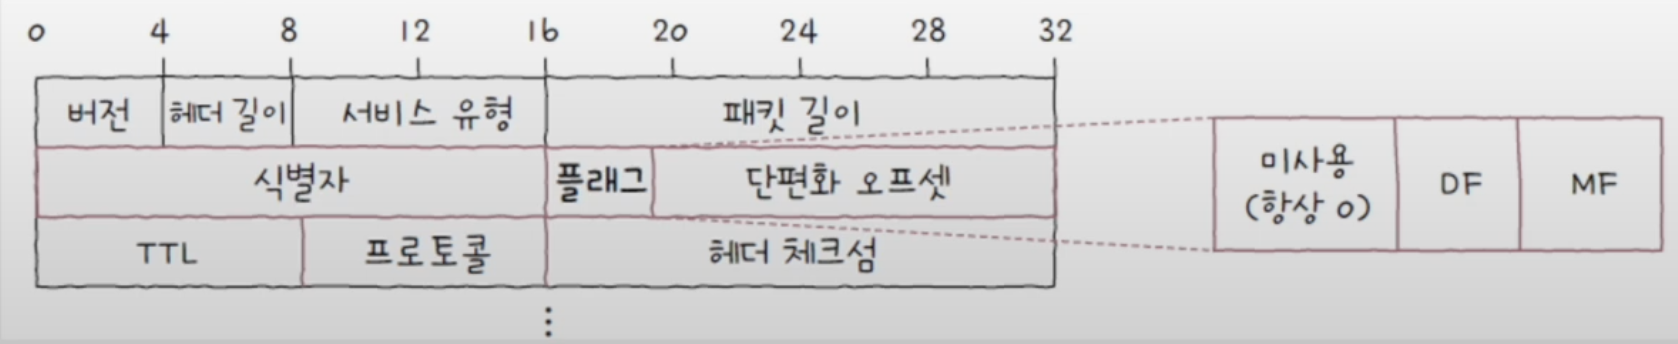 0 4 8 12 16 20 24 28 32
버전 헤더 길이 서비스 유형 패킷 길이
식별자 플래그 단편화 오프셋
TTL 프로토콜 헤더 체크섬
미사용
(항상 0)
DF
MF